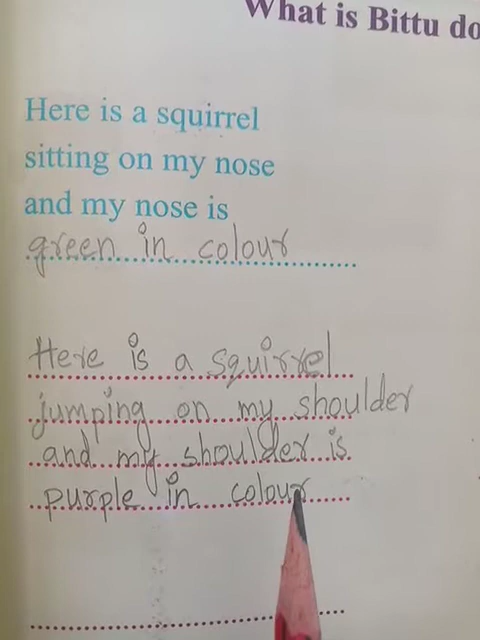 What is Bittu do
Here is a squirrel
sitting on my nose
and my nose is
green in colour
Here is a squirrel
jumping on my shoulder
and my shoulder is
purple in colour